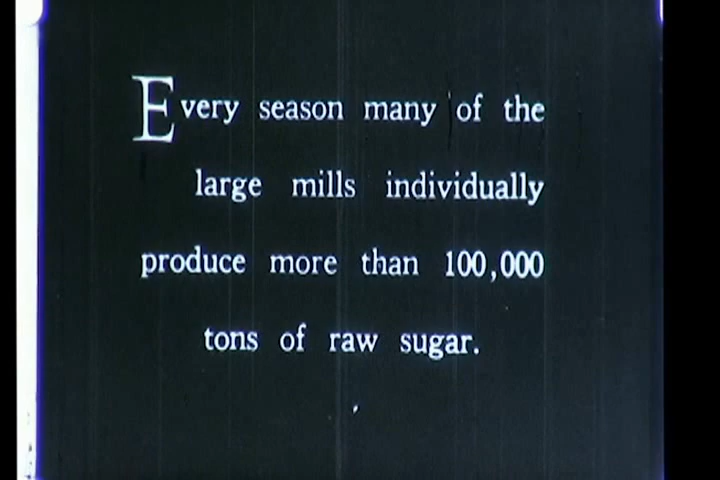 Every season many of the
large mills individually
produce more than 100,000
tons of raw sugar.